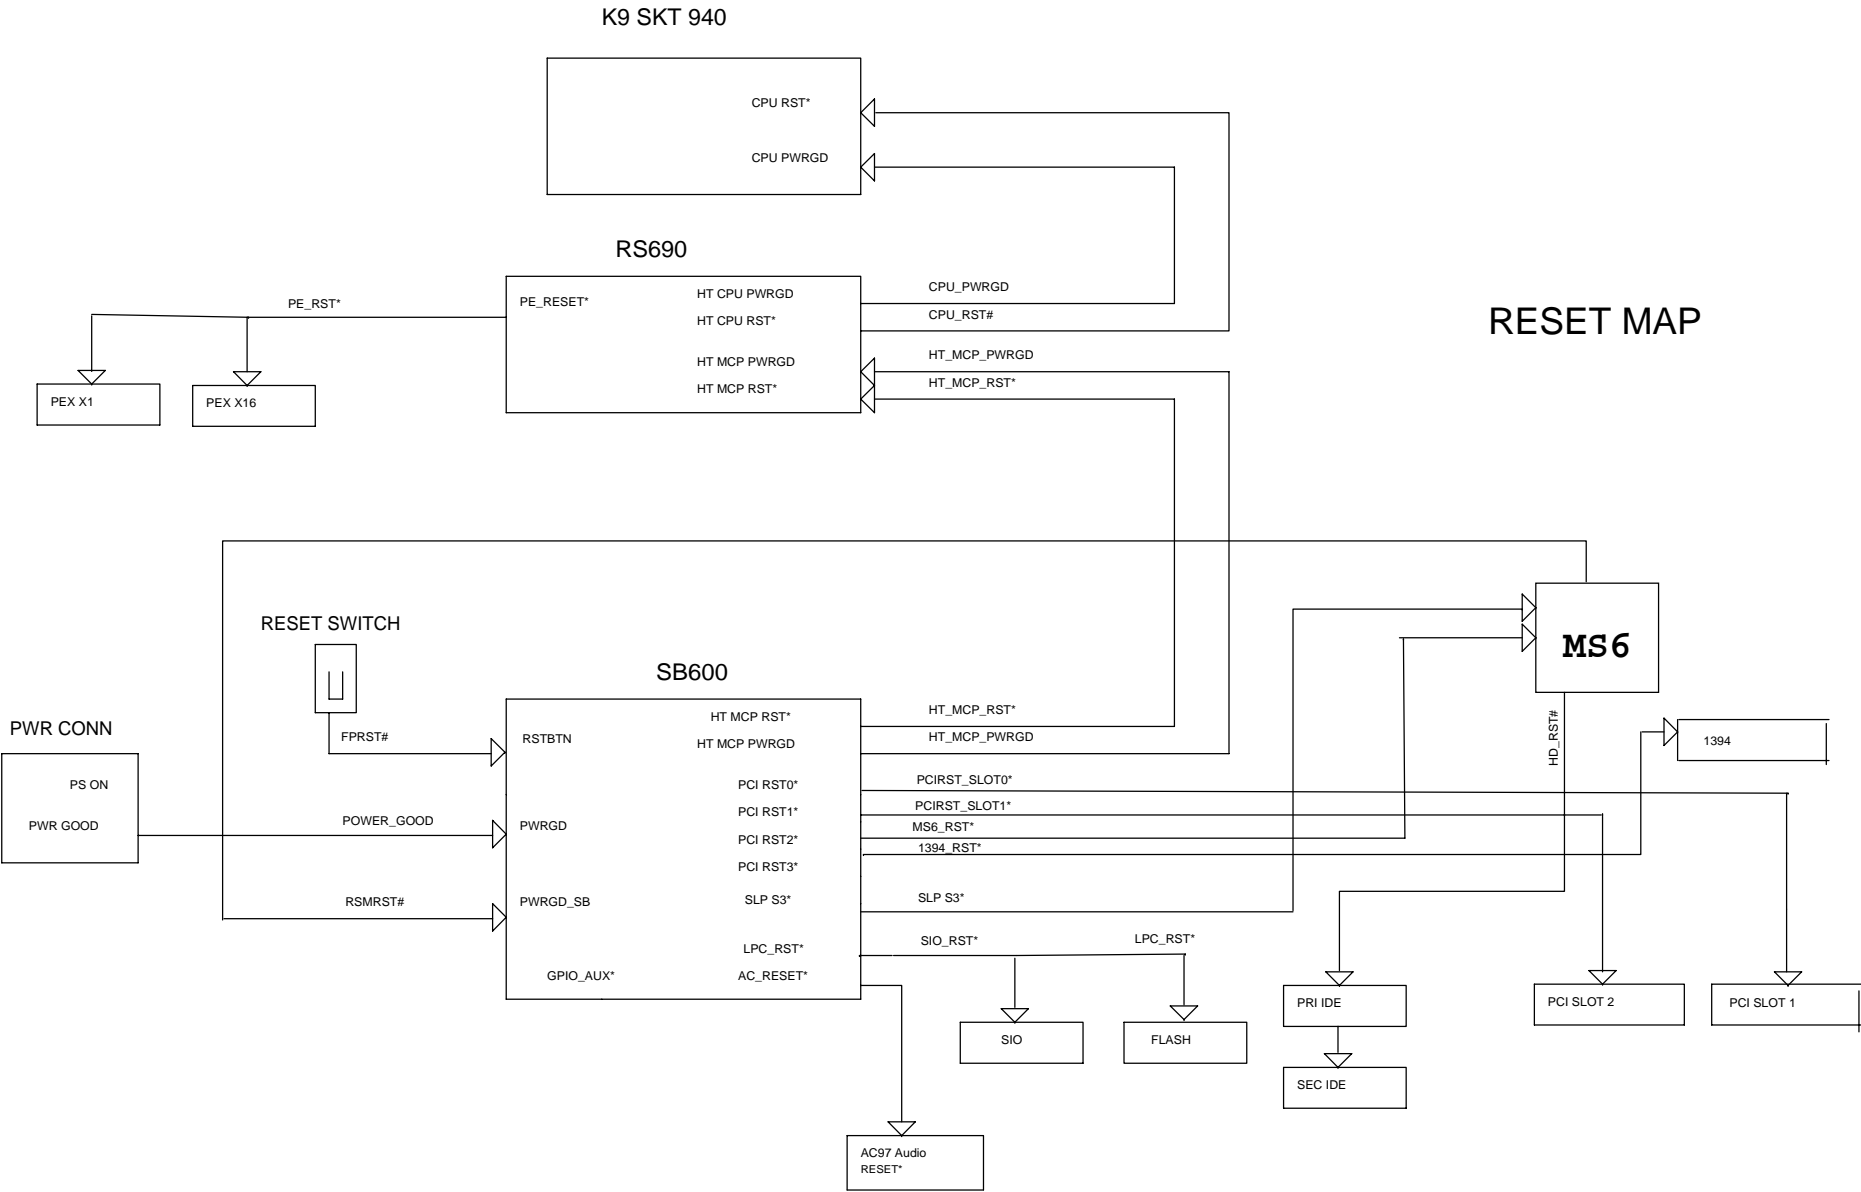 K9 SKT 940
CPU RST*
CPU PWRGD
RS690
PE_RST*
PE_RESET*
HT CPU PWRGD
HT CPU RST*
HT MCP PWRGD
HT MCP RST*
CPU_PWRGD
CPU_RST#
HT_MCP_PWRGD
HT_MCP_RST*
RESET MAP
PEX X1
PEX X16
RESET SWITCH
FPRST#
PWR CONN
PS ON
PWR GOOD
POWER_GOOD
RSMRST#
SB600
RSTBTN
PWRGD
PWRGD_SB
GPIO_AUX*
HT MCP RST*
HT MCP PWRGD
PCI RST0*
PCI RST1*
PCI RST2*
PCI RST3*
SLP S3*
LPC_RST*
AC_RESET*
HT_MCP_RST*
HT_MCP_PWRGD
PCIRST_SLOT0*
PCIRST_SLOT1*
MS6_RST*
1394_RST*
SLP S3*
SIO_RST*
LPC_RST*
MS6
HD_RST#
1394
SIO
FLASH
PRI IDE
SEC IDE
PCI SLOT 2
PCI SLOT 1
AC97 Audio
RESET*